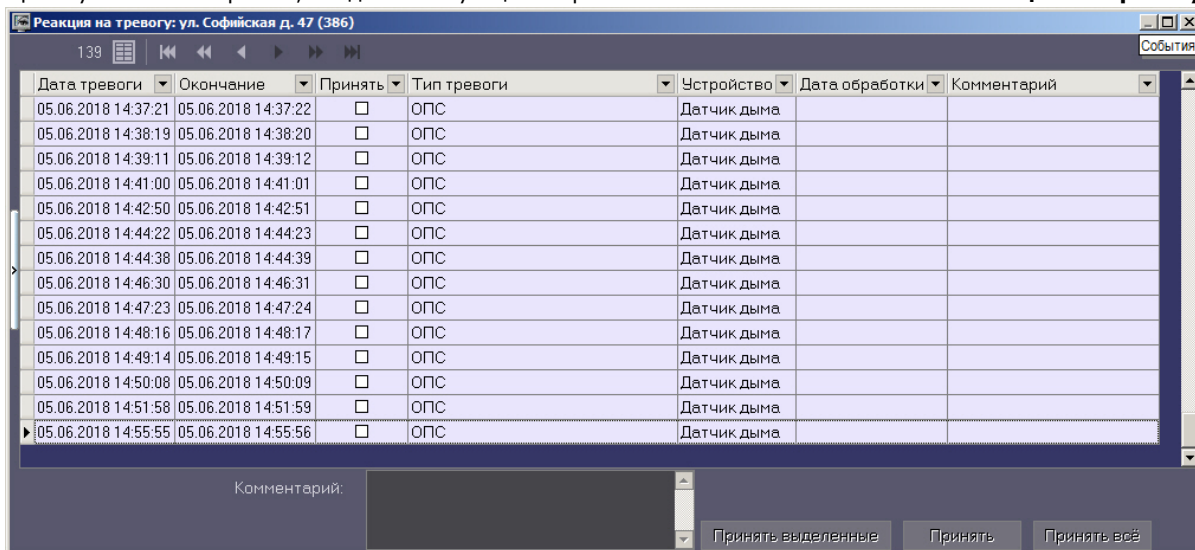 Реакция на тревогу: ул. Софийская д. 47 (386)
139
События
Дата тревоги Окончание Принять Тип тревоги Устройство Дата обработки Комментарий
05.06.2018 14:37:21 05.06.2018 14:37:22 ОПС Датчик дыма
05.06.2018 14:38:19 05.06.2018 14:38:20 ОПС Датчик дыма
05.06.2018 14:39:11 05.06.2018 14:39:12 ОПС Датчик дыма
05.06.2018 14:41:00 05.06.2018 14:41:01 ОПС Датчик дыма
05.06.2018 14:42:50 05.06.2018 14:42:51 ОПС Датчик дыма
05.06.2018 14:44:22 05.06.2018 14:44:23 ОПС Датчик дыма
05.06.2018 14:44:38 05.06.2018 14:44:39 ОПС Датчик дыма
05.06.2018 14:46:30 05.06.2018 14:46:31 ОПС Датчик дыма
05.06.2018 14:47:23 05.06.2018 14:47:24 ОПС Датчик дыма
05.06.2018 14:48:16 05.06.2018 14:48:17 ОПС Датчик дыма
05.06.2018 14:49:14 05.06.2018 14:49:15 ОПС Датчик дыма
05.06.2018 14:50:08 05.06.2018 14:50:09 ОПС Датчик дыма
05.06.2018 14:51:58 05.06.2018 14:51:59 ОПС Датчик дыма
05.06.2018 14:55:55 05.06.2018 14:55:56 ОПС Датчик дыма
Комментарий:
Принять выделенные Принять Принять всё